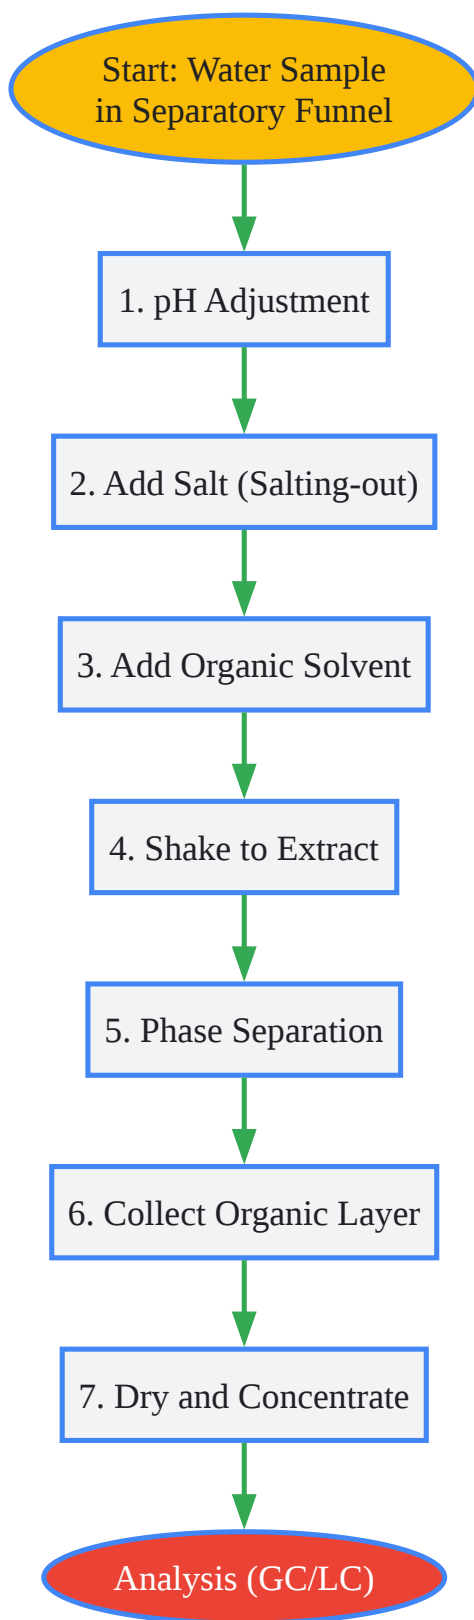 Start: Water Sample
in Separatory Funnel
1. pH Adjustment
2. Add Salt (Salting-out)
3. Add Organic Solvent
4. Shake to Extract
5. Phase Separation
6. Collect Organic Layer
7. Dry and Concentrate
Analysis (GC/LC)